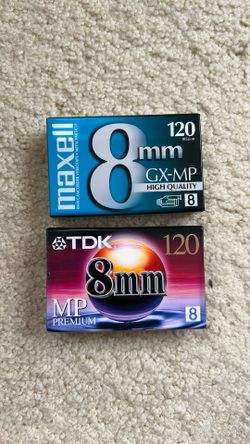 maxell
8mm
120
GX-MP
HIGH QUALITY
8
TDK
120
8mm
MP
PREMIUM
8